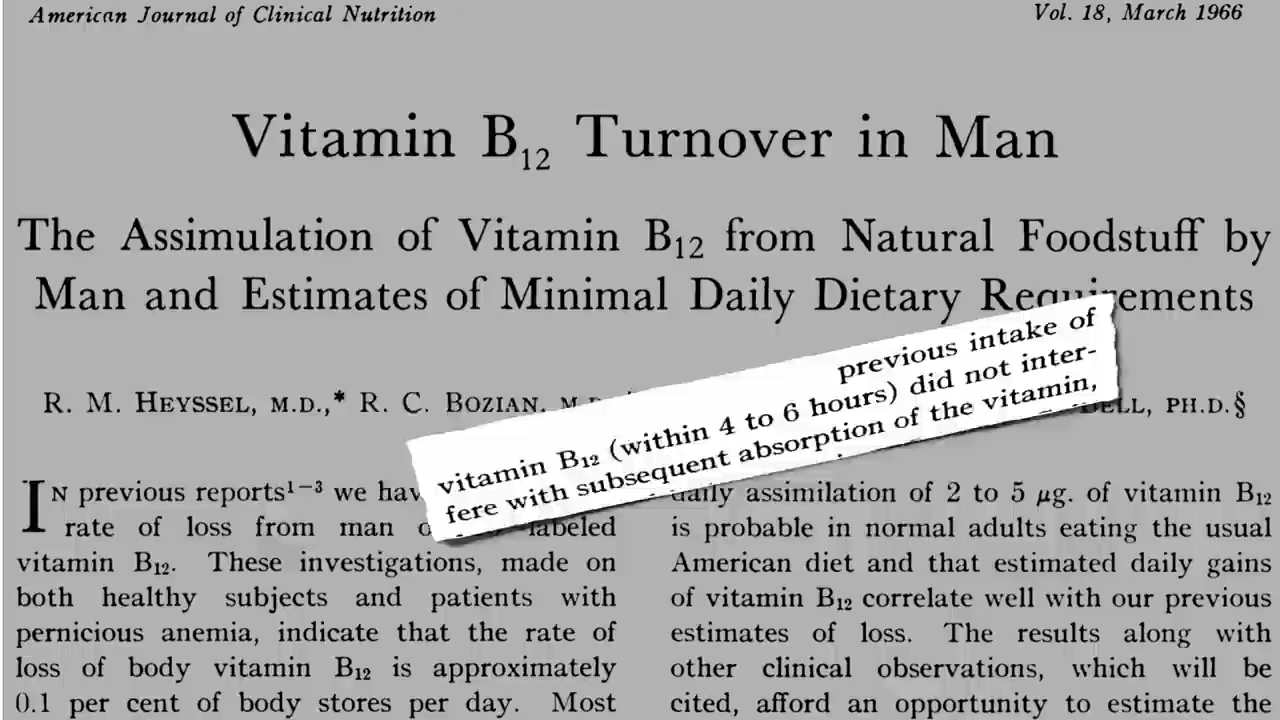 American Journal of Clinical Nutrition
Vol. 18, March 1966
Vitamin B12 Turnover in Man
The Assimulation of Vitamin B12 from Natural Foodstuff by
Man and Estimates of Minimal Daily Dietary Requirements
previous intake of
vitamin B12 (within 4 to 6 hours) did not inter-
fere with subsequent absorption of the vitamin,
R. M. HEYSSEL, M.D.,* R. C. BOZIAN, PH.D.§
IN previous reports1–3 we
rate of loss from man labeled
vitamin B12. These investigations, made on
both healthy subjects and patients with
pernicious anemia, indicate that the rate of
loss of body vitamin B12 is approximately
0.1 per cent of body stores per day. Most
daily assimilation of 2 to 5 μg. of vitamin B12
is probable in normal adults eating the usual
American diet and that estimated daily gains
of vitamin B12 correlate well with our previous
estimates of loss. The results along with
other clinical observations, which will be
cited, afford an opportunity to estimate the